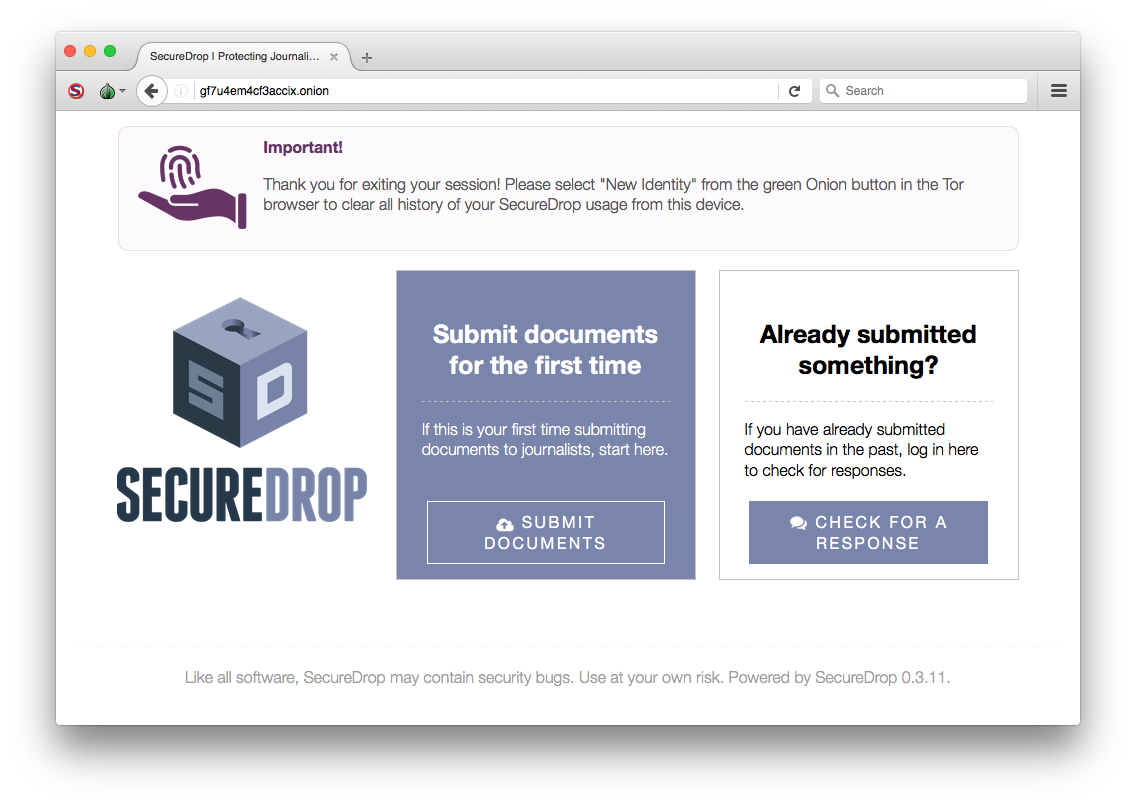 SecureDrop | Protecting Journali...
gf7u4em4cf3accix.onion
Search
Important!
Thank you for exiting your session! Please select "New Identity" from the green Onion button in the Tor
browser to clear all history of your SecureDrop usage from this device.
S D
SECUREDROP
Submit documents
for the first time
If this is your first time submitting
documents to journalists, start here.
SUBMIT
DOCUMENTS
Already submitted
something?
If you have already submitted
documents in the past, log in here
to check for responses.
CHECK FOR A
RESPONSE
Like all software, SecureDrop may contain security bugs. Use at your own risk. Powered by SecureDrop 0.3.11.